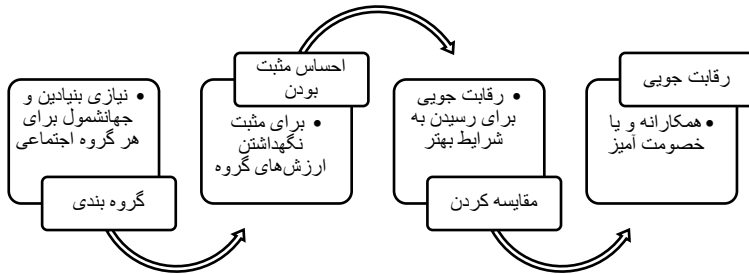 نیازی بنیادین و
جهانشمول برای
هر گروه اجتماعی
گروه بندی
احساس مثبت
بودن
برای مثبت
نگهداشتن
ارزش‌های گروه
رقابت جویی
برای رسیدن به
شرایط بهتر
مقایسه کردن
رقابت جویی
همکارانه و یا
خصومت آمیز